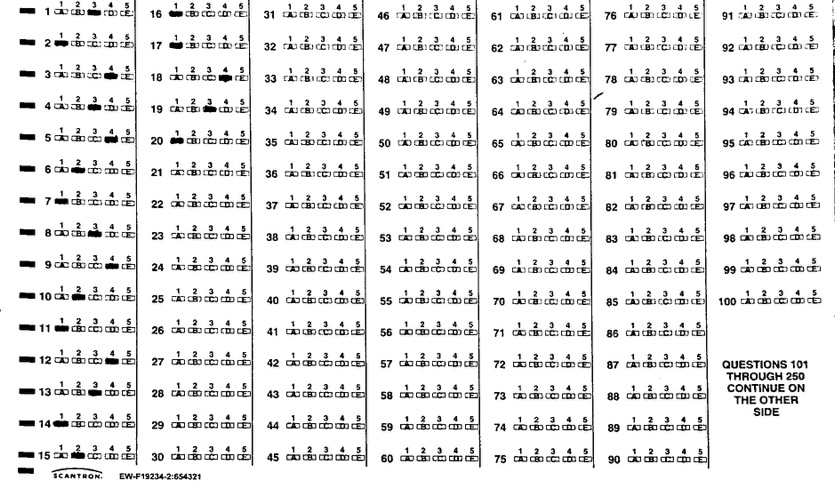 1 2 3 4 5 1 2 3 4 5 1 2 3 4 5 1 2 3 4 5 1 2 3 4 5 1 2 3 4 5 1 2 3 4 5
1 A B D E 16 B C D E 31 A B C D E 46 A B C D E 61 A B C D E 76 A B C D E 91 A B C D E
1 2 3 4 5 1 2 3 4 5 1 2 3 4 5 1 2 3 4 5 1 2 3 4 5 1 2 3 4 5 1 2 3 4 5
2 B C D E 17 B C D E 32 A B C D E 47 A B C D E 62 A B C D E 77 A B C D E 92 A B C D E
1 2 3 4 5 1 2 3 4 5 1 2 3 4 5 1 2 3 4 5 1 2 3 4 5 1 2 3 4 5 1 2 3 4 5
3 A B C E 18 A B C E 33 A B C D E 48 A B C D E 63 A B C D E 78 A B C D E 93 A B C D E
1 2 3 4 5 1 2 3 4 5 1 2 3 4 5 1 2 3 4 5 1 2 3 4 5 1 2 3 4 5 1 2 3 4 5
4 A B D E 19 A B D E 34 A B C D E 49 A B C D E 64 A B C D E 79 A B C D E 94 A B C D E
1 2 3 4 5 1 2 3 4 5 1 2 3 4 5 1 2 3 4 5 1 2 3 4 5 1 2 3 4 5 1 2 3 4 5
5 A B C E 20 B C D E 35 A B C D E 50 A B C D E 65 A B C D E 80 A B C D E 95 A B C D E
1 2 3 4 5 1 2 3 4 5 1 2 3 4 5 1 2 3 4 5 1 2 3 4 5 1 2 3 4 5 1 2 3 4 5
6 A C D E 21 A B C D E 36 A B C D E 51 A B C D E 66 A B C D E 81 A B C D E 96 A B C D E
1 2 3 4 5 1 2 3 4 5 1 2 3 4 5 1 2 3 4 5 1 2 3 4 5 1 2 3 4 5 1 2 3 4 5
7 B C D E 22 A B C D E 37 A B C D E 52 A B C D E 67 A B C D E 82 A B C D E 97 A B C D E
1 2 3 4 5 1 2 3 4 5 1 2 3 4 5 1 2 3 4 5 1 2 3 4 5 1 2 3 4 5 1 2 3 4 5
8 A B D E 23 A B C D E 38 A B C D E 53 A B C D E 68 A B C D E 83 A B C D E 98 A B C D E
1 2 3 4 5 1 2 3 4 5 1 2 3 4 5 1 2 3 4 5 1 2 3 4 5 1 2 3 4 5 1 2 3 4 5
9 A B C E 24 A B C D E 39 A B C D E 54 A B C D E 69 A B C D E 84 A B C D E 99 A B C D E
1 2 3 4 5 1 2 3 4 5 1 2 3 4 5 1 2 3 4 5 1 2 3 4 5 1 2 3 4 5 1 2 3 4 5
10 A C D E 25 A B C D E 40 A B C D E 55 A B C D E 70 A B C D E 85 A B C D E 100 A B C D E
1 2 3 4 5 1 2 3 4 5 1 2 3 4 5 1 2 3 4 5 1 2 3 4 5 1 2 3 4 5
11 B C D E 26 A B C D E 41 A B C D E 56 A B C D E 71 A B C D E 86 A B C D E
1 2 3 4 5 1 2 3 4 5 1 2 3 4 5 1 2 3 4 5 1 2 3 4 5 1 2 3 4 5
12 A B C E 27 A B C D E 42 A B C D E 57 A B C D E 72 A B C D E 87 A B C D E
1 2 3 4 5 1 2 3 4 5 1 2 3 4 5 1 2 3 4 5 1 2 3 4 5 1 2 3 4 5
13 A B D E 28 A B C D E 43 A B C D E 58 A B C D E 73 A B C D E 88 A B C D E
1 2 3 4 5 1 2 3 4 5 1 2 3 4 5 1 2 3 4 5 1 2 3 4 5 1 2 3 4 5
14 B C D E 29 A B C D E 44 A B C D E 59 A B C D E 74 A B C D E 89 A B C D E
1 2 3 4 5 1 2 3 4 5 1 2 3 4 5 1 2 3 4 5 1 2 3 4 5 1 2 3 4 5
15 A C D E 30 A B C D E 45 A B C D E 60 A B C D E 75 A B C D E 90 A B C D E
QUESTIONS 101
THROUGH 250
CONTINUE ON
THE OTHER
SIDE
SCANTRON. EW-F19234-2:654321